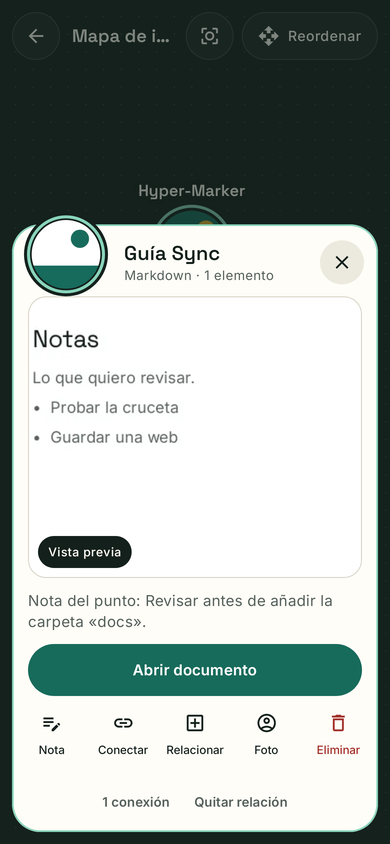 Mapa de i...
Reordenar
Hyper-Marker
Guía Sync
Markdown · 1 elemento
Notas
Lo que quiero revisar.
• Probar la cruceta
• Guardar una web
Vista previa
Nota del punto: Revisar antes de añadir la
carpeta «docs».
Abrir documento
Nota
Conectar
Relacionar
Foto
Eliminar
1 conexión
Quitar relación